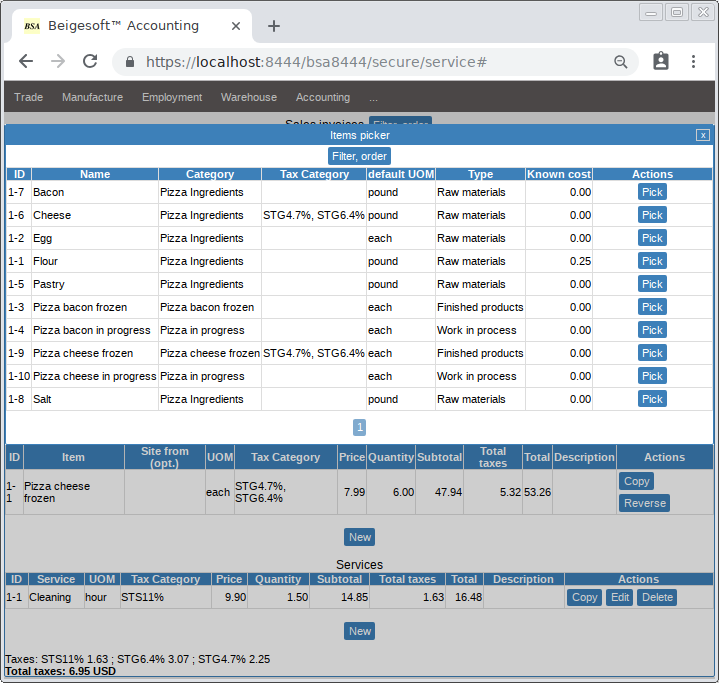 BSA Beigesoft™ Accounting
https://localhost:8444/bsa8444/secure/service#
Trade Manufacture Employment Warehouse Accounting ...
Sales invoices Filter, order
Items picker x
Filter, order
ID Name Category Tax Category default UOM Type Known cost Actions
1-7 Bacon Pizza Ingredients pound Raw materials 0.00 Pick
1-6 Cheese Pizza Ingredients STG4.7%, STG6.4% pound Raw materials 0.00 Pick
1-2 Egg Pizza Ingredients each Raw materials 0.00 Pick
1-1 Flour Pizza Ingredients pound Raw materials 0.25 Pick
1-5 Pastry Pizza Ingredients pound Raw materials 0.00 Pick
1-3 Pizza bacon frozen Pizza bacon frozen each Finished products 0.00 Pick
1-4 Pizza bacon in progress Pizza in progress each Work in process 0.00 Pick
1-9 Pizza cheese frozen Pizza cheese frozen STG4.7%, STG6.4% each Finished products 0.00 Pick
1-10 Pizza cheese in progress Pizza in progress each Work in process 0.00 Pick
1-8 Salt Pizza Ingredients pound Raw materials 0.00 Pick
1
ID Item Site from (opt.) UOM Tax Category Price Quantity Subtotal Total taxes Total Description Actions
1-1 Pizza cheese frozen each STG4.7%, STG6.4% 7.99 6.00 47.94 5.32 53.26 Copy Reverse
New
Services
ID Service UOM Tax Category Price Quantity Subtotal Total taxes Total Description Actions
1-1 Cleaning hour STS11% 9.90 1.50 14.85 1.63 16.48 Copy Edit Delete
New
Taxes: STS11% 1.63 ; STG6.4% 3.07 ; STG4.7% 2.25
Total taxes: 6.95 USD